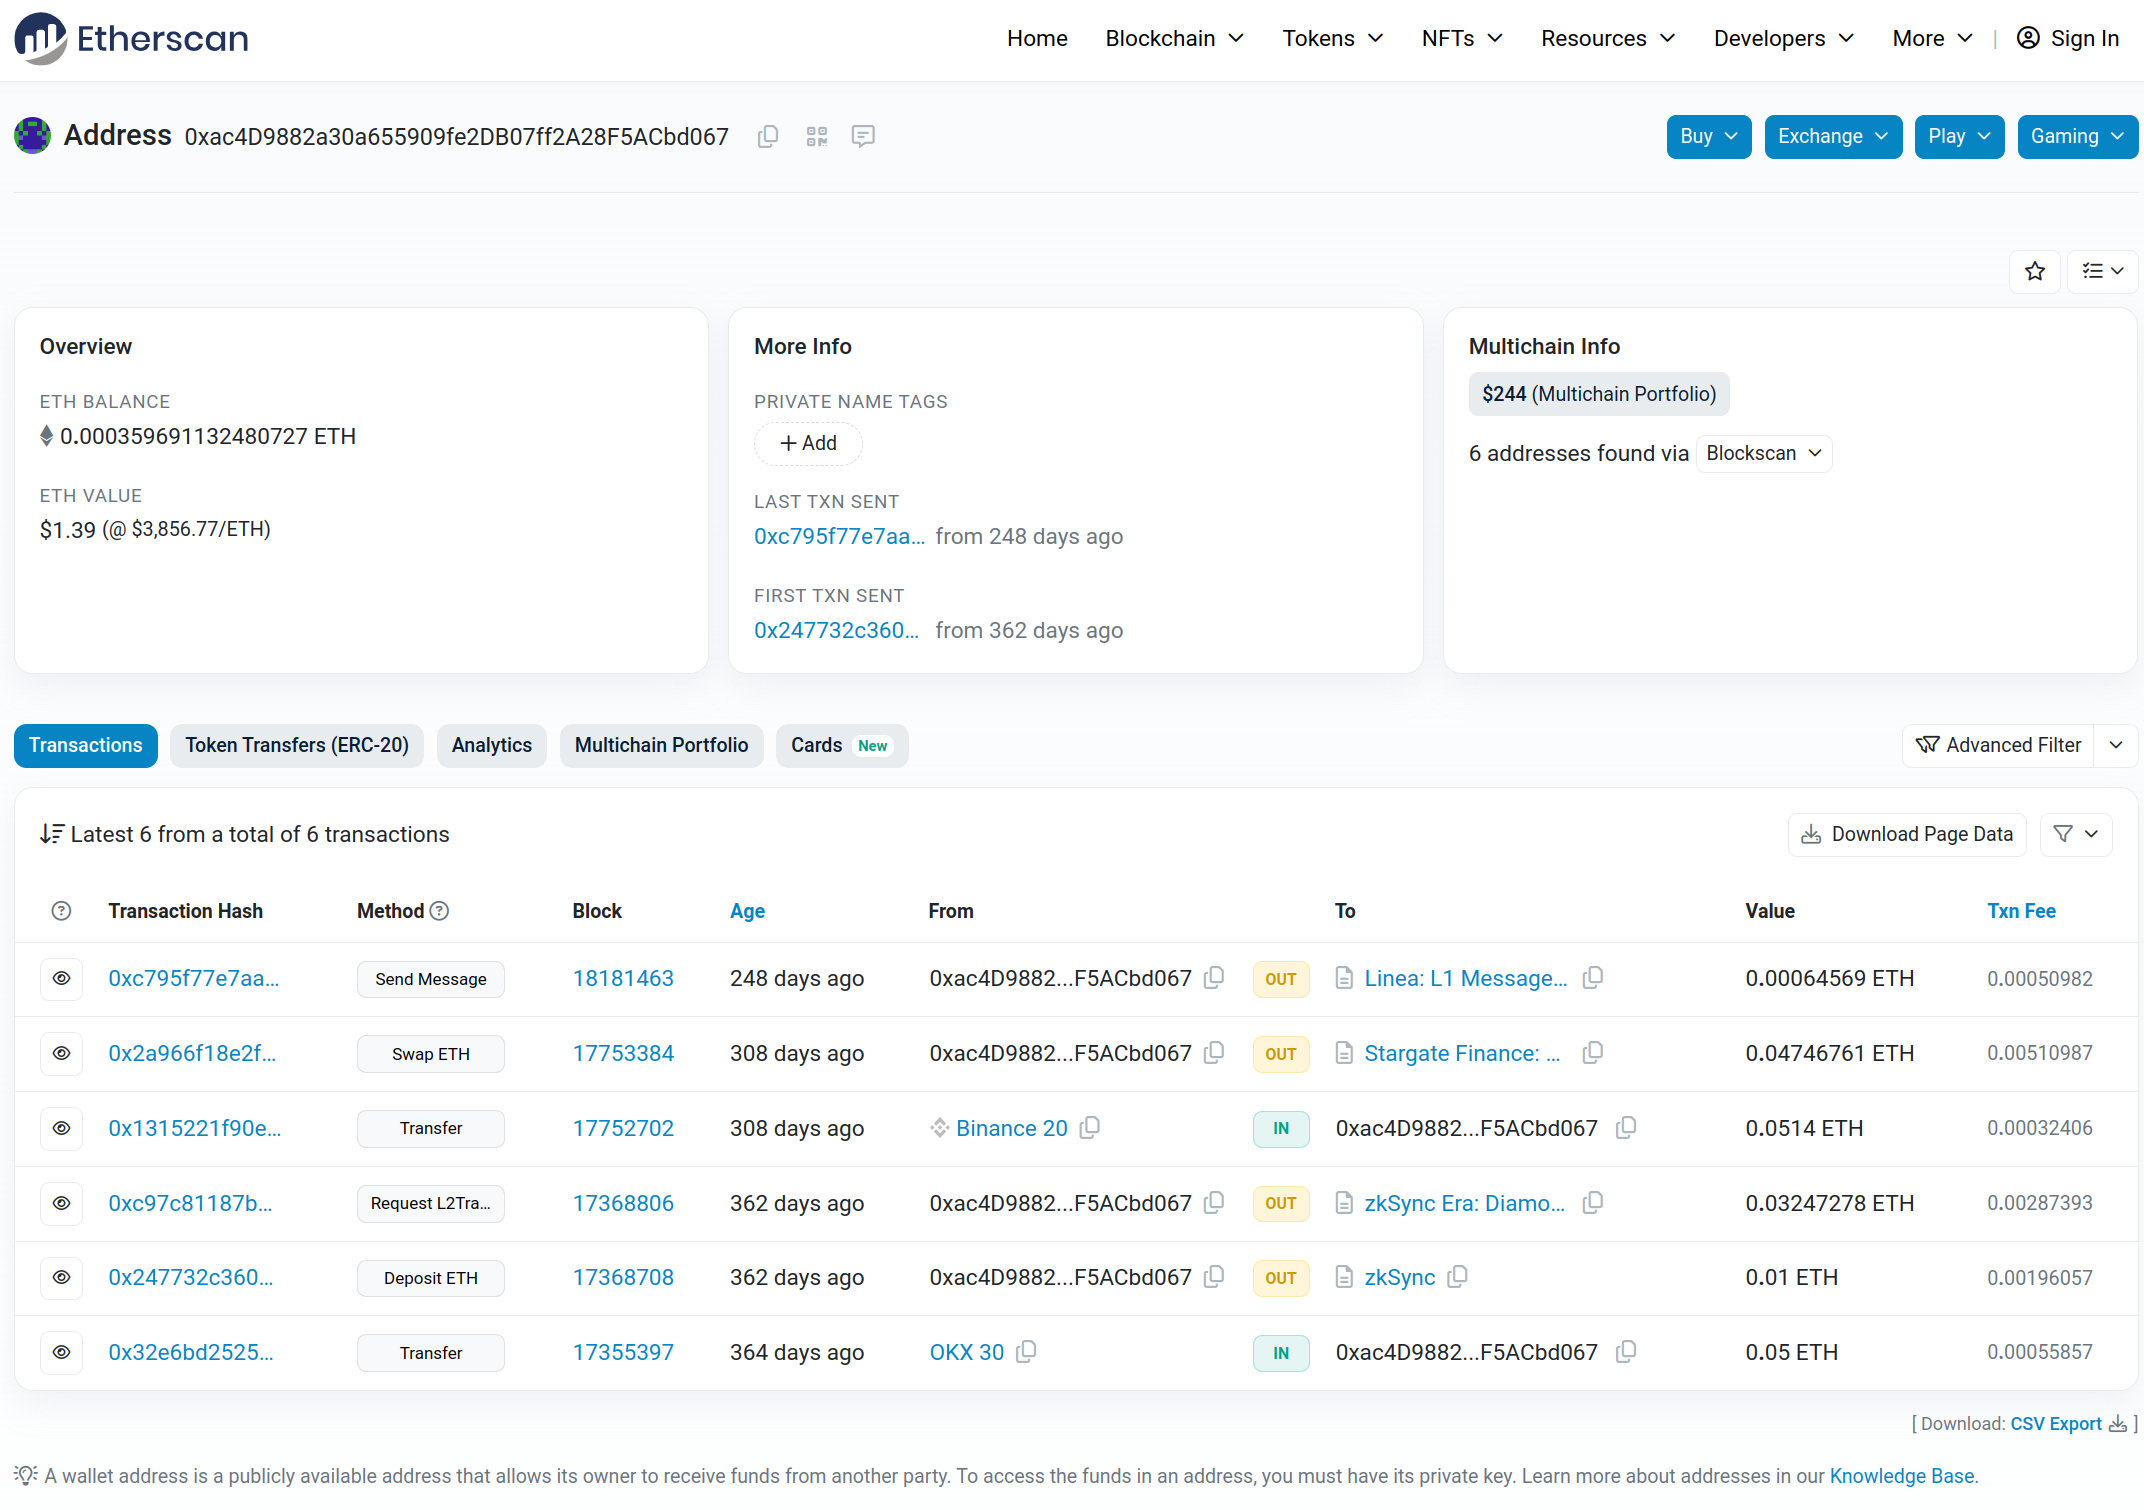 Etherscan
Home Blockchain Tokens NFTs Resources Developers More | Sign In
Address 0xac4D9882a30a655909fe2DB07ff2A28F5ACbd067
Buy Exchange Play Gaming
Overview
ETH BALANCE
0.000359691132480727 ETH
ETH VALUE
$1.39 (@ $3,856.77/ETH)
More Info
PRIVATE NAME TAGS
+ Add
LAST TXN SENT
0xc795f77e7aa... from 248 days ago
FIRST TXN SENT
0x247732c360... from 362 days ago
Multichain Info
$244 (Multichain Portfolio)
6 addresses found via Blockscan
Transactions Token Transfers (ERC-20) Analytics Multichain Portfolio Cards New
Advanced Filter
Latest 6 from a total of 6 transactions
Download Page Data
Transaction Hash Method Block Age From To Value Txn Fee
0xc795f77e7aa... Send Message 18181463 248 days ago 0xac4D9882...F5ACbd067 OUT Linea: L1 Message... 0.00064569 ETH 0.00050982
0x2a966f18e2f... Swap ETH 17753384 308 days ago 0xac4D9882...F5ACbd067 OUT Stargate Finance: ... 0.04746761 ETH 0.00510987
0x1315221f90e... Transfer 17752702 308 days ago Binance 20 IN 0xac4D9882...F5ACbd067 0.0514 ETH 0.00032406
0xc97c81187b... Request L2Tra... 17368806 362 days ago 0xac4D9882...F5ACbd067 OUT zkSync Era: Diamo... 0.03247278 ETH 0.00287393
0x247732c360... Deposit ETH 17368708 362 days ago 0xac4D9882...F5ACbd067 OUT zkSync 0.01 ETH 0.00196057
0x32e6bd2525... Transfer 17355397 364 days ago OKX 30 IN 0xac4D9882...F5ACbd067 0.05 ETH 0.00055857
[ Download: CSV Export ]
A wallet address is a publicly available address that allows its owner to receive funds from another party. To access the funds in an address, you must have its private key. Learn more about addresses in our Knowledge Base.